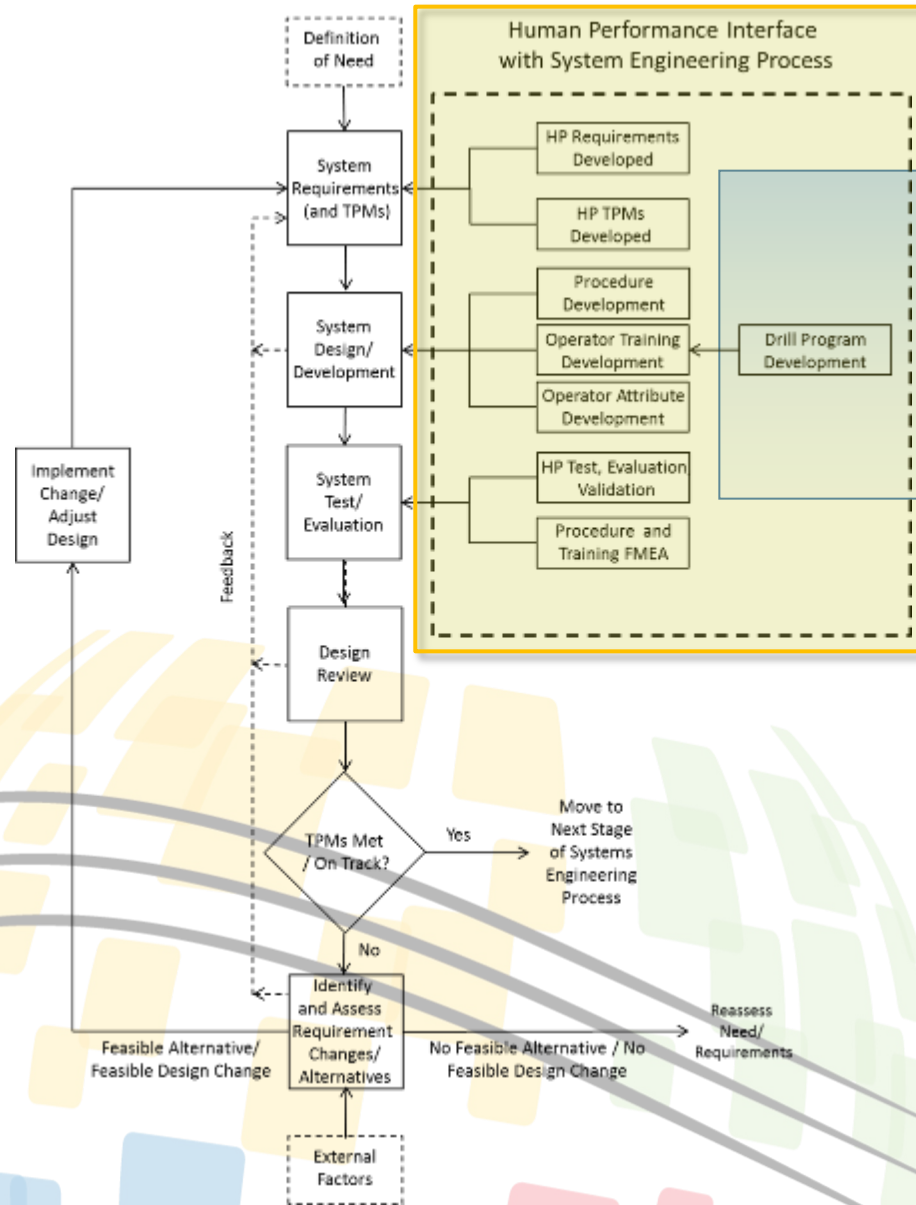 Definition
of Need
Human Performance Interface
with System Engineering Process
System
Requirements
(and TPMs)
HP Requirements
Developed
HP TPMs
Developed
System
Design/
Development
Procedure
Development
Operator Training
Development
Drill Program
Development
Operator Attribute
Development
Implement
Change/
Adjust
Design
Feedback
System
Test/
Evaluation
HP Test, Evaluation,
Validation
Procedure and
Training FMEA
Design
Review
TPMs Met
/ On Track?
Yes
Move to
Next Stage
of Systems
Engineering
Process
No
Identify
and Assess
Requirement
Changes/
Alternatives
Feasible Alternative/
Feasible Design Change
No Feasible Alternative / No
Feasible Design Change
Reassess
Need/
Requirements
External
Factors